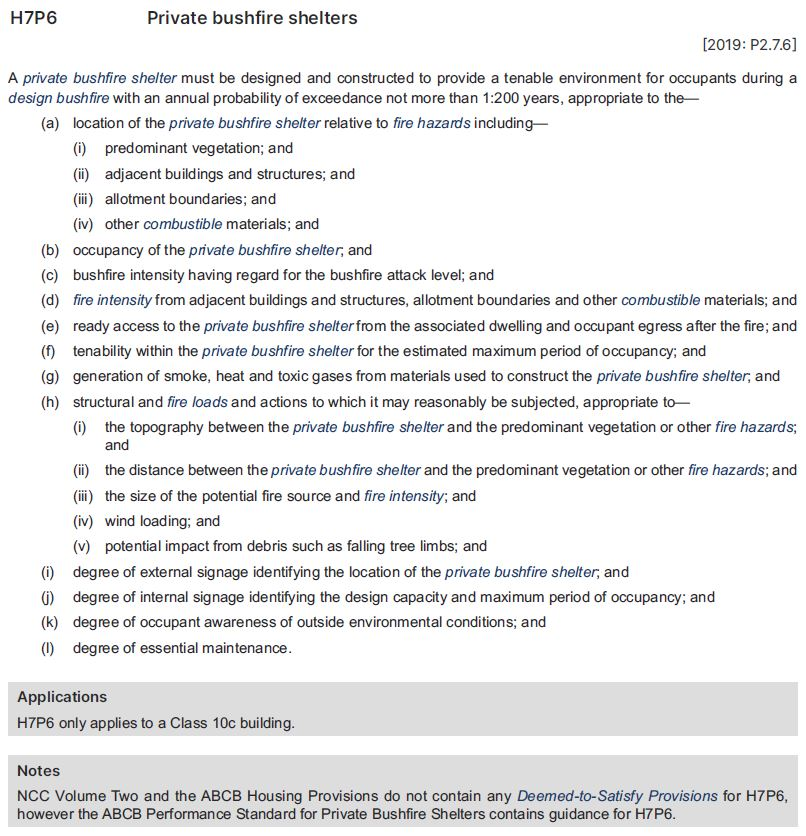 H7P6 Private bushfire shelters
[2019: P2.7.6]
A private bushfire shelter must be designed and constructed to provide a tenable environment for occupants during a
design bushfire with an annual probability of exceedance not more than 1:200 years, appropriate to the—
(a) location of the private bushfire shelter relative to fire hazards including—
(i) predominant vegetation; and
(ii) adjacent buildings and structures; and
(iii) allotment boundaries; and
(iv) other combustible materials; and
(b) occupancy of the private bushfire shelter; and
(c) bushfire intensity having regard for the bushfire attack level; and
(d) fire intensity from adjacent buildings and structures, allotment boundaries and other combustible materials; and
(e) ready access to the private bushfire shelter from the associated dwelling and occupant egress after the fire; and
(f) tenability within the private bushfire shelter for the estimated maximum period of occupancy; and
(g) generation of smoke, heat and toxic gases from materials used to construct the private bushfire shelter; and
(h) structural and fire loads and actions to which it may reasonably be subjected, appropriate to—
(i) the topography between the private bushfire shelter and the predominant vegetation or other fire hazards;
and
(ii) the distance between the private bushfire shelter and the predominant vegetation or other fire hazards; and
(iii) the size of the potential fire source and fire intensity; and
(iv) wind loading; and
(v) potential impact from debris such as falling tree limbs; and
(i) degree of external signage identifying the location of the private bushfire shelter; and
(j) degree of internal signage identifying the design capacity and maximum period of occupancy; and
(k) degree of occupant awareness of outside environmental conditions; and
(l) degree of essential maintenance.
Applications
H7P6 only applies to a Class 10c building.
Notes
NCC Volume Two and the ABCB Housing Provisions do not contain any Deemed-to-Satisfy Provisions for H7P6,
however the ABCB Performance Standard for Private Bushfire Shelters contains guidance for H7P6.